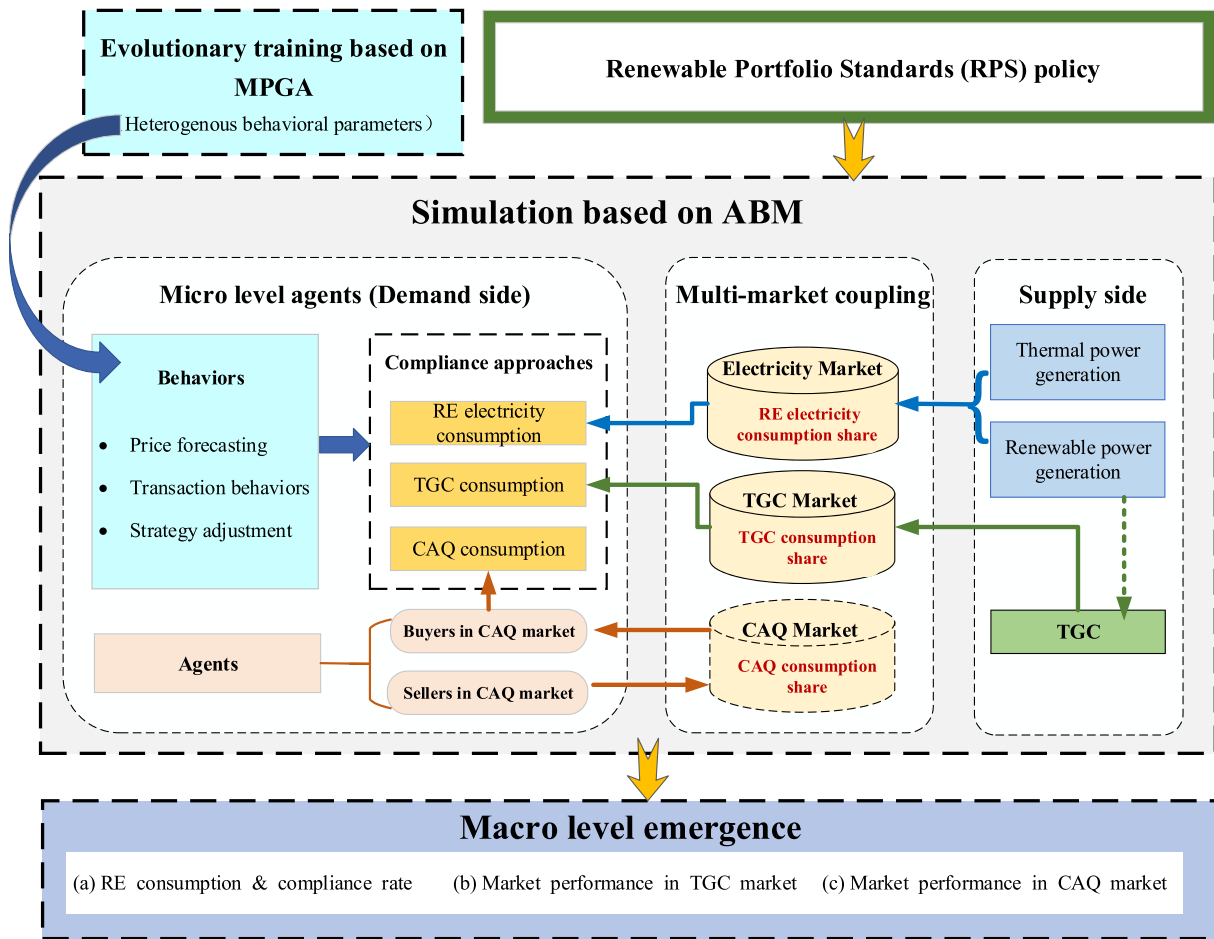 Evolutionary training based on
MPGA
（Heterogenous behavioral parameters）
Renewable Portfolio Standards (RPS) policy
Simulation based on ABM
Micro level agents (Demand side)
Behaviors
• Price forecasting
• Transaction behaviors
• Strategy adjustment
Compliance approaches
RE electricity
consumption
TGC consumption
CAQ consumption
Agents
Buyers in CAQ market
Sellers in CAQ market
Multi-market coupling
Electricity Market
RE electricity
consumption share
TGC Market
TGC consumption
share
CAQ Market
CAQ consumption
share
Supply side
Thermal power
generation
Renewable power
generation
TGC
Macro level emergence
(a) RE consumption & compliance rate (b) Market performance in TGC market (c) Market performance in CAQ market